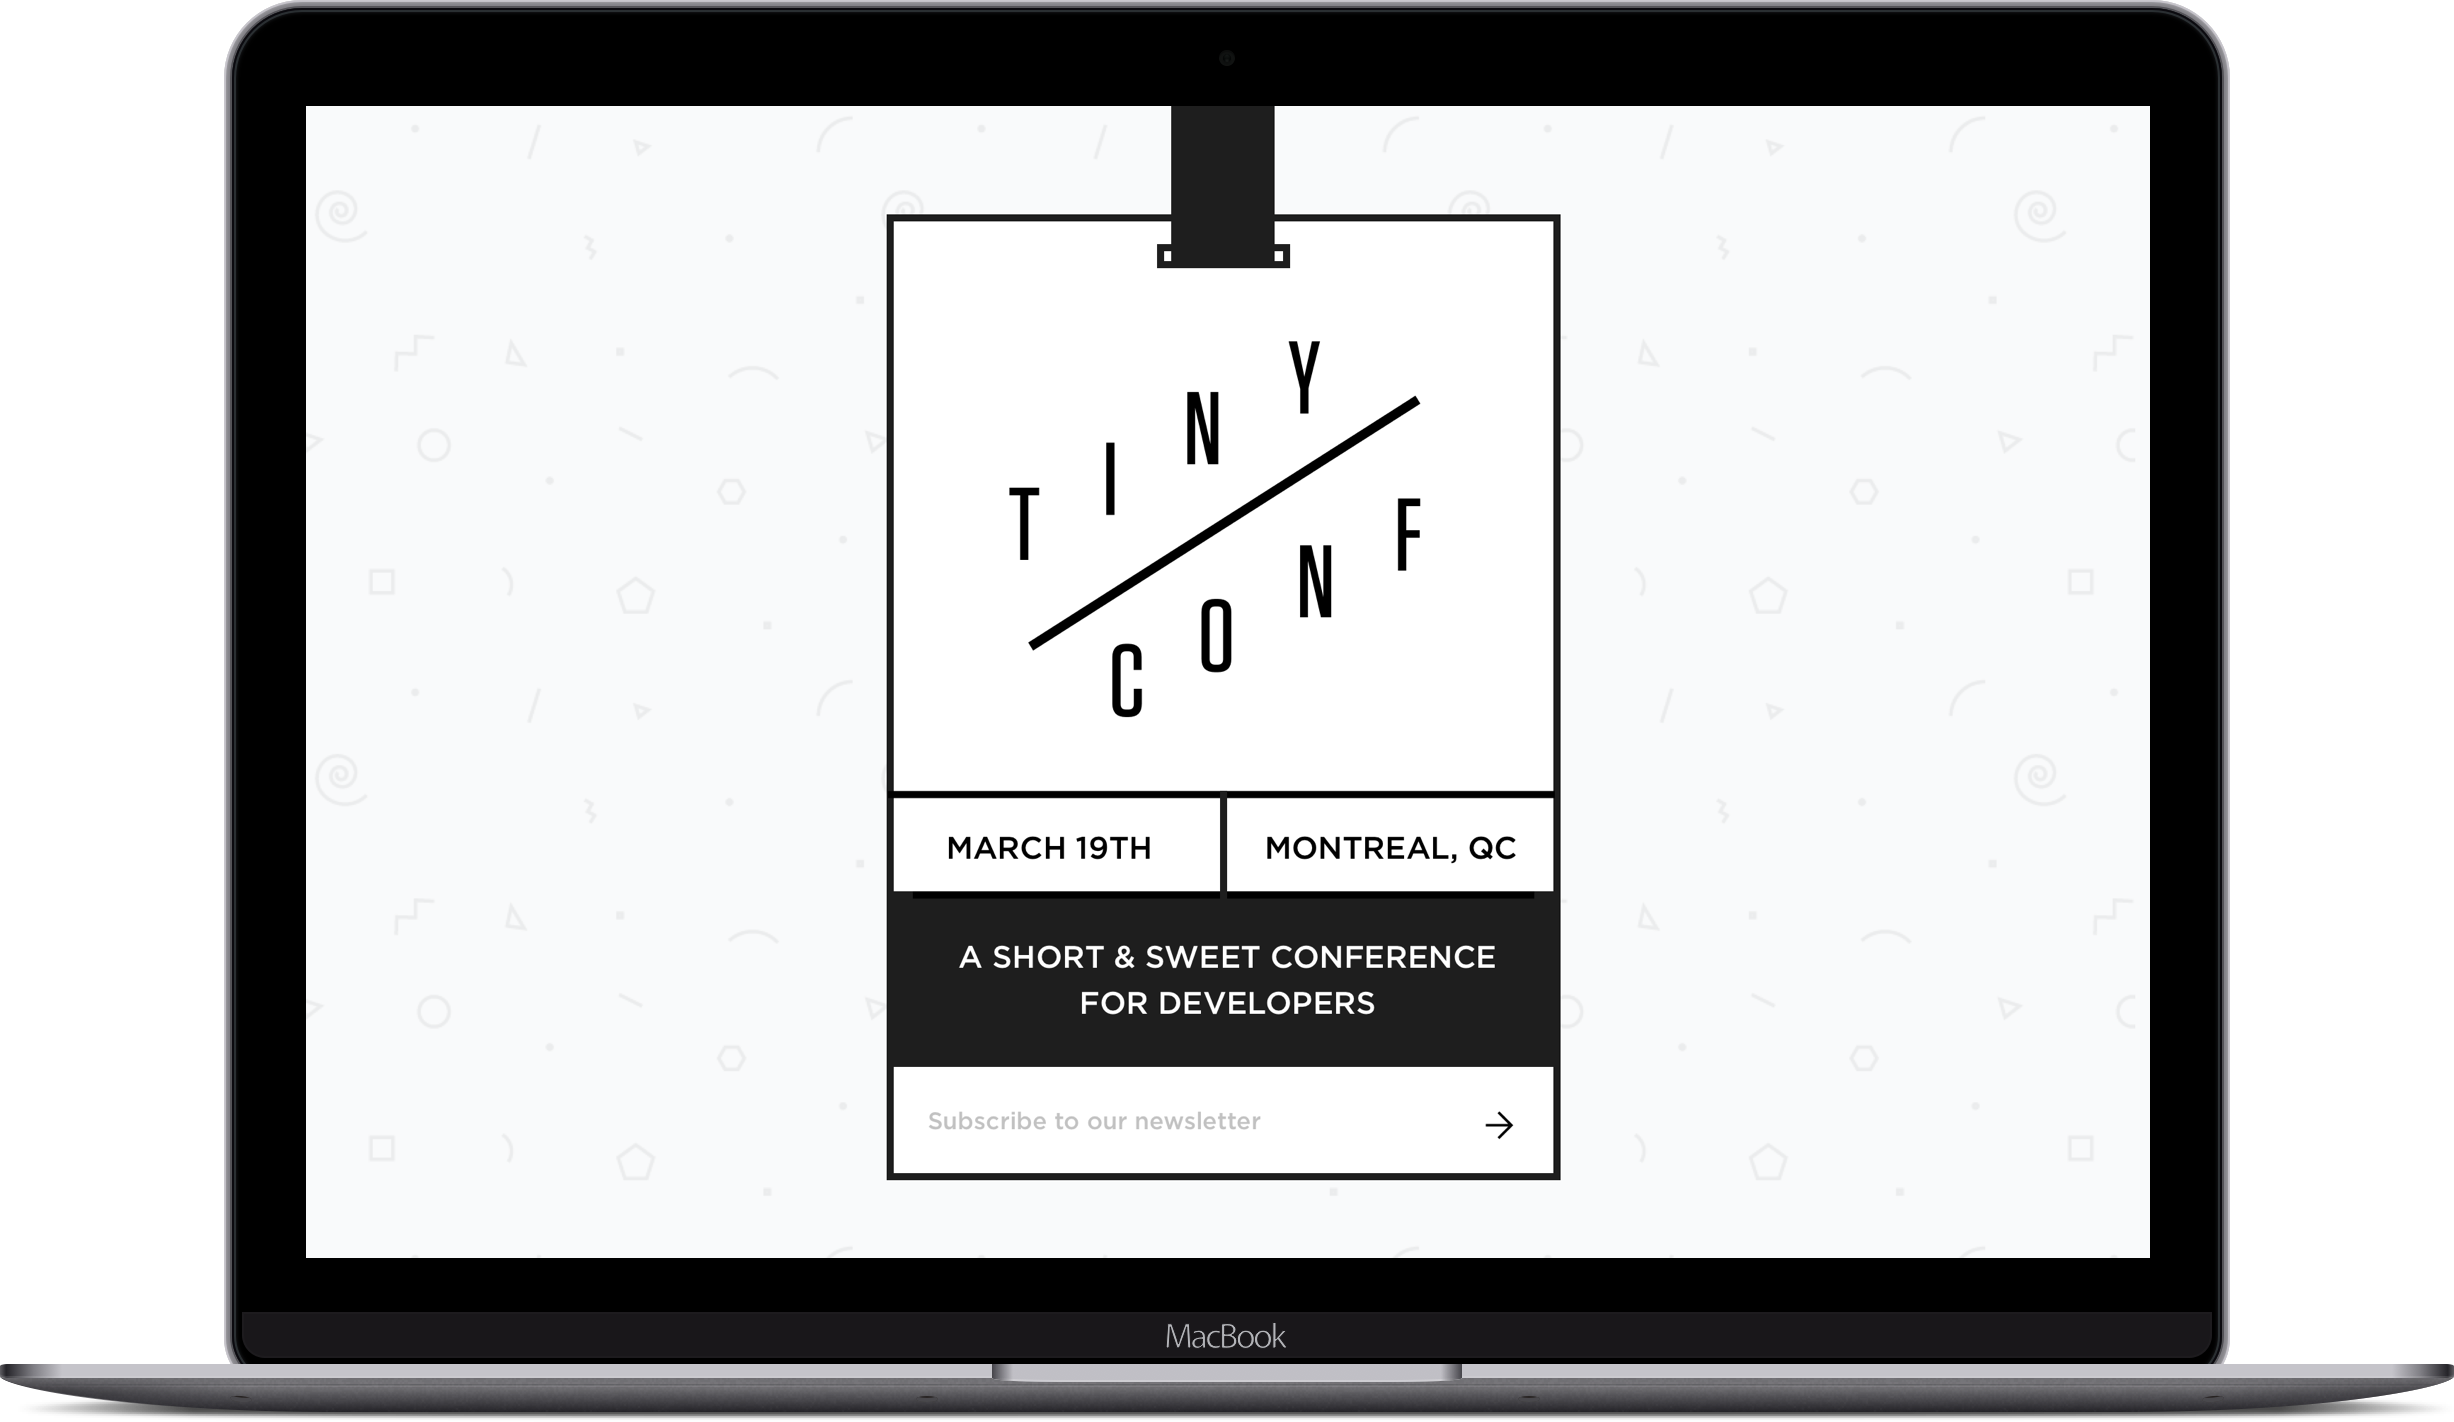 TINY
CONF
MARCH 19TH
MONTREAL, QC
A SHORT & SWEET CONFERENCE
FOR DEVELOPERS
Subscribe to our newsletter
MacBook